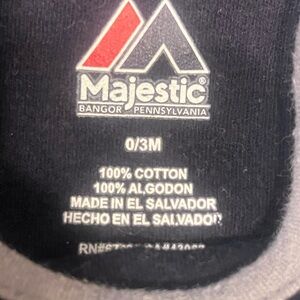 Majestic®
BANGOR PENNSYLVANIA
0/3M
100% COTTON
100% ALGODON
MADE IN EL SALVADOR
HECHO EN EL SALVADOR